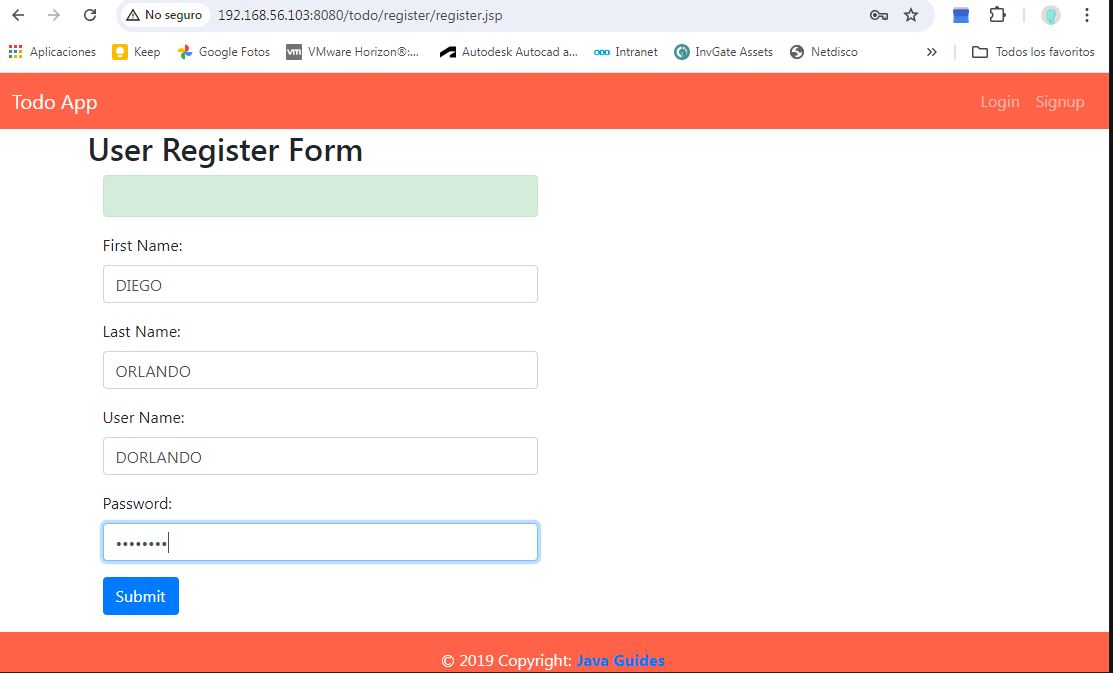 No seguro 192.168.56.103:8080/todo/register/register.jsp
Aplicaciones Keep Google Fotos vm VMware Horizon®:... Autodesk Autocad a... Intranet InvGate Assets Netdisco » Todos los favoritos
Todo App Login Signup
User Register Form
First Name:
DIEGO
Last Name:
ORLANDO
User Name:
DORLANDO
Password:
••••••••
Submit
© 2019 Copyright: Java Guides